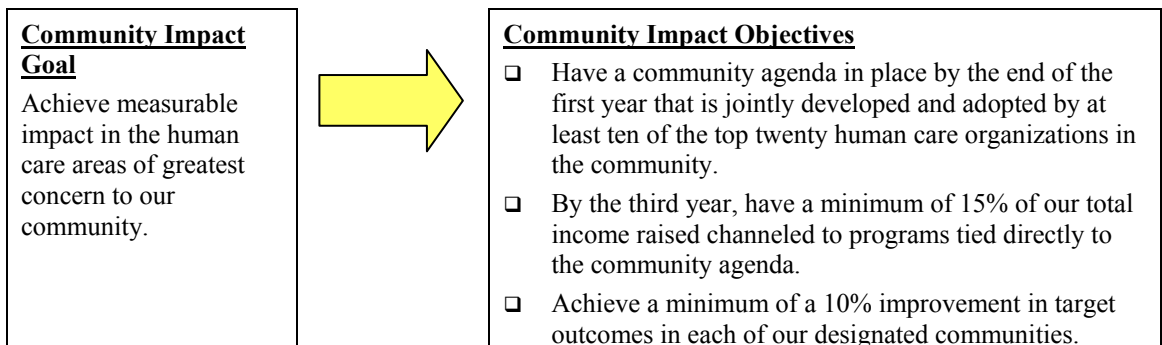 Community Impact
Goal
Achieve measurable
impact in the human
care areas of greatest
concern to our
community.
Community Impact Objectives
❑ Have a community agenda in place by the end of the
first year that is jointly developed and adopted by at
least ten of the top twenty human care organizations in
the community.
❑ By the third year, have a minimum of 15% of our total
income raised channeled to programs tied directly to
the community agenda.
❑ Achieve a minimum of a 10% improvement in target
outcomes in each of our designated communities.